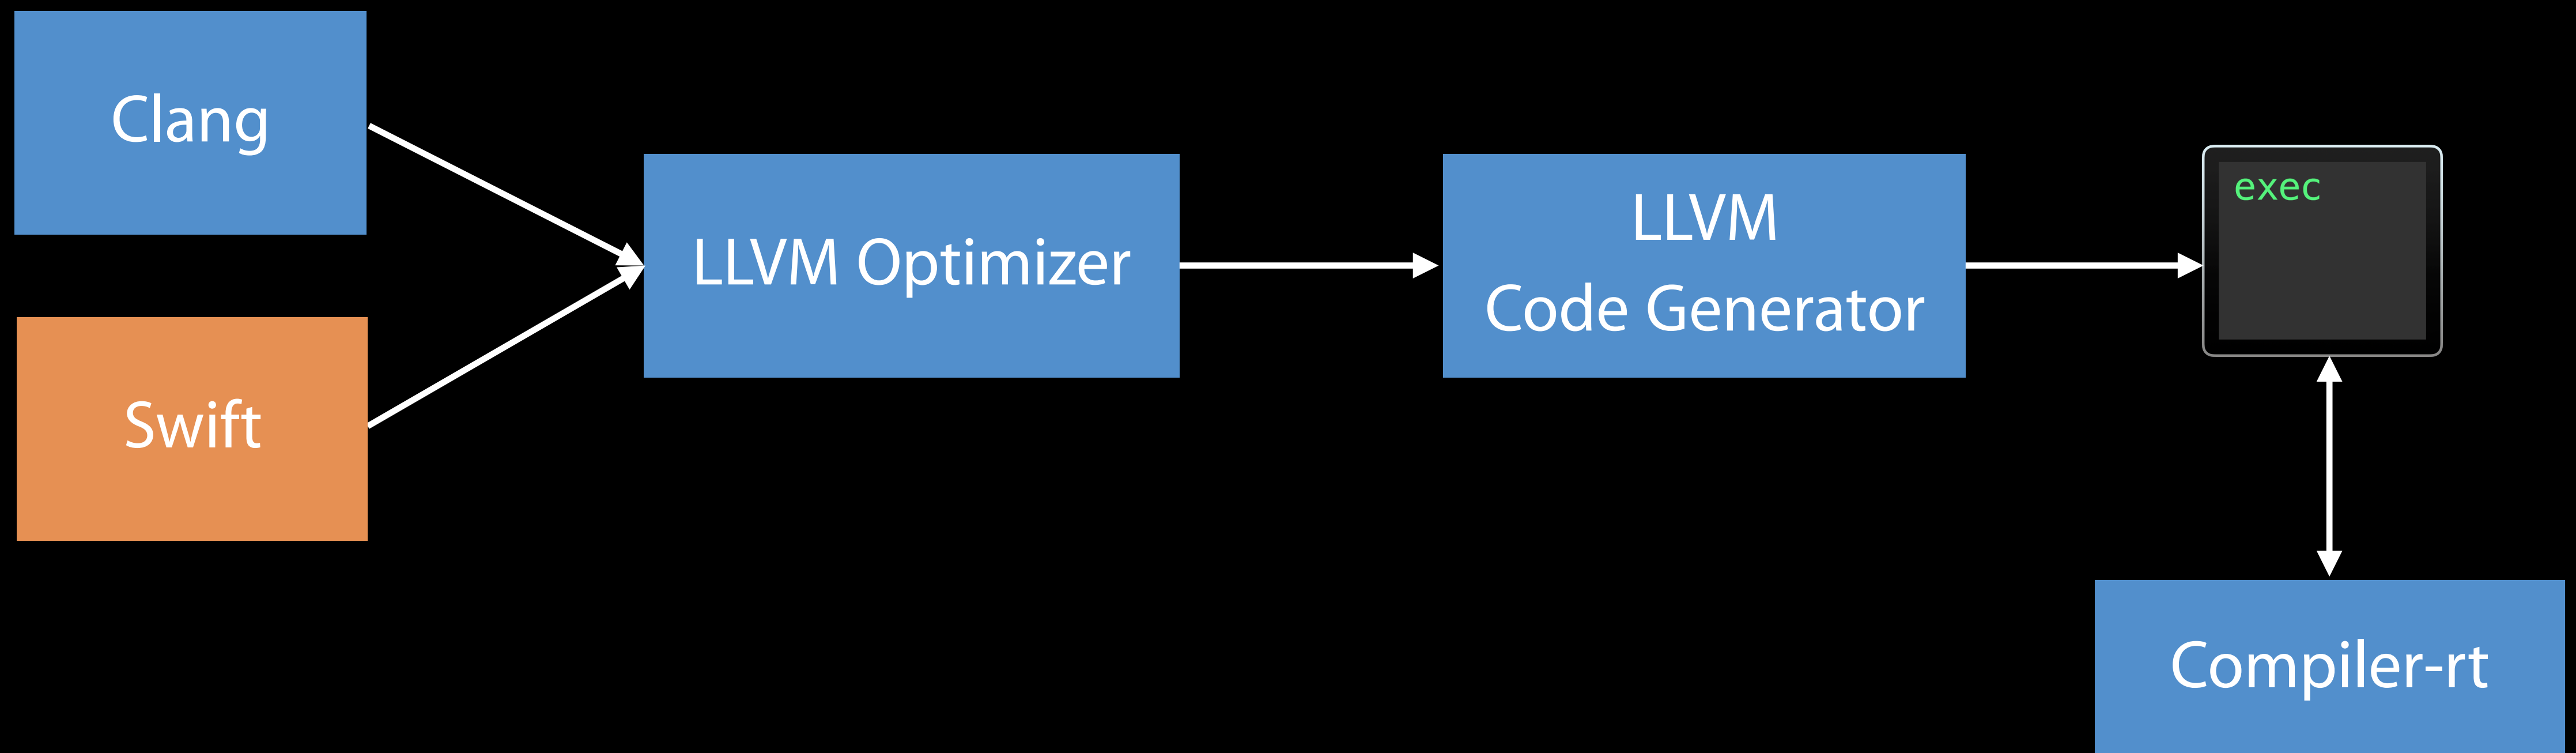 Clang
Swift
LLVM Optimizer
LLVM
Code Generator
exec
Compiler-rt